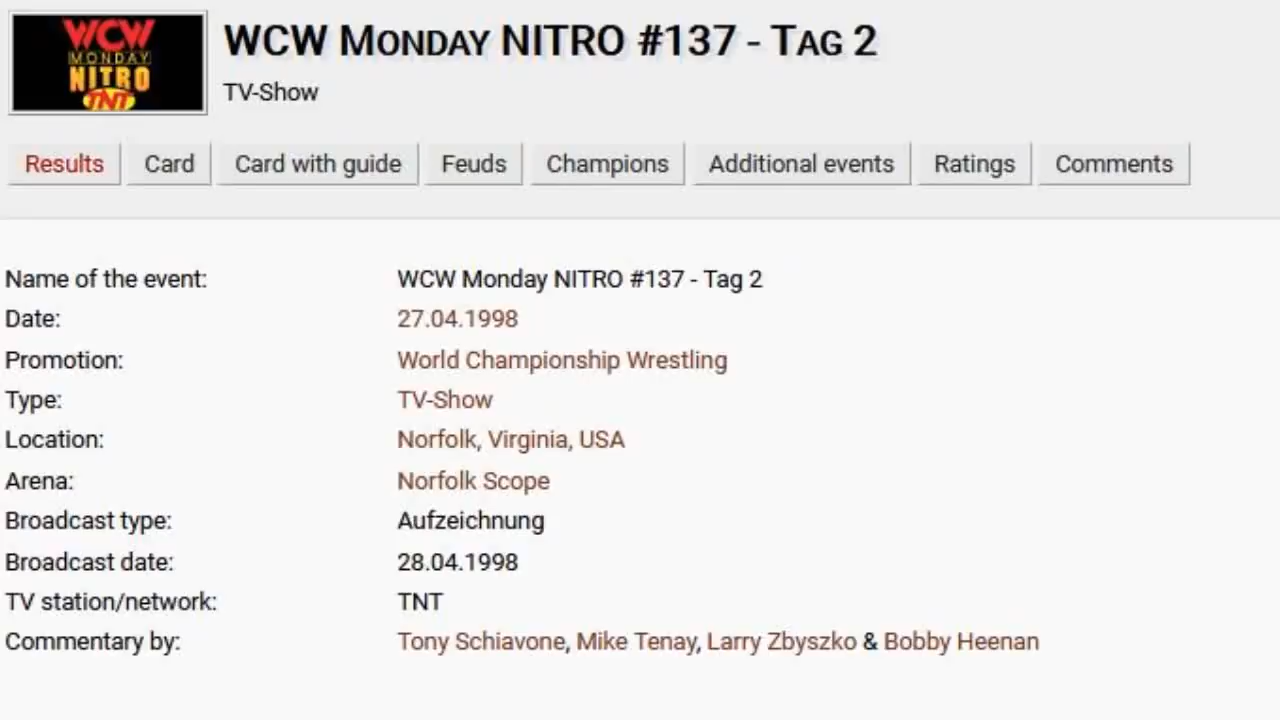 WCW
MONDAY
NITRO
TNT
WCW MONDAY NITRO #137 - TAG 2
TV-Show
Results Card Card with guide Feuds Champions Additional events Ratings Comments
Name of the event: WCW Monday NITRO #137 - Tag 2
Date: 27.04.1998
Promotion: World Championship Wrestling
Type: TV-Show
Location: Norfolk, Virginia, USA
Arena: Norfolk Scope
Broadcast type: Aufzeichnung
Broadcast date: 28.04.1998
TV station/network: TNT
Commentary by: Tony Schiavone, Mike Tenay, Larry Zbyszko & Bobby Heenan